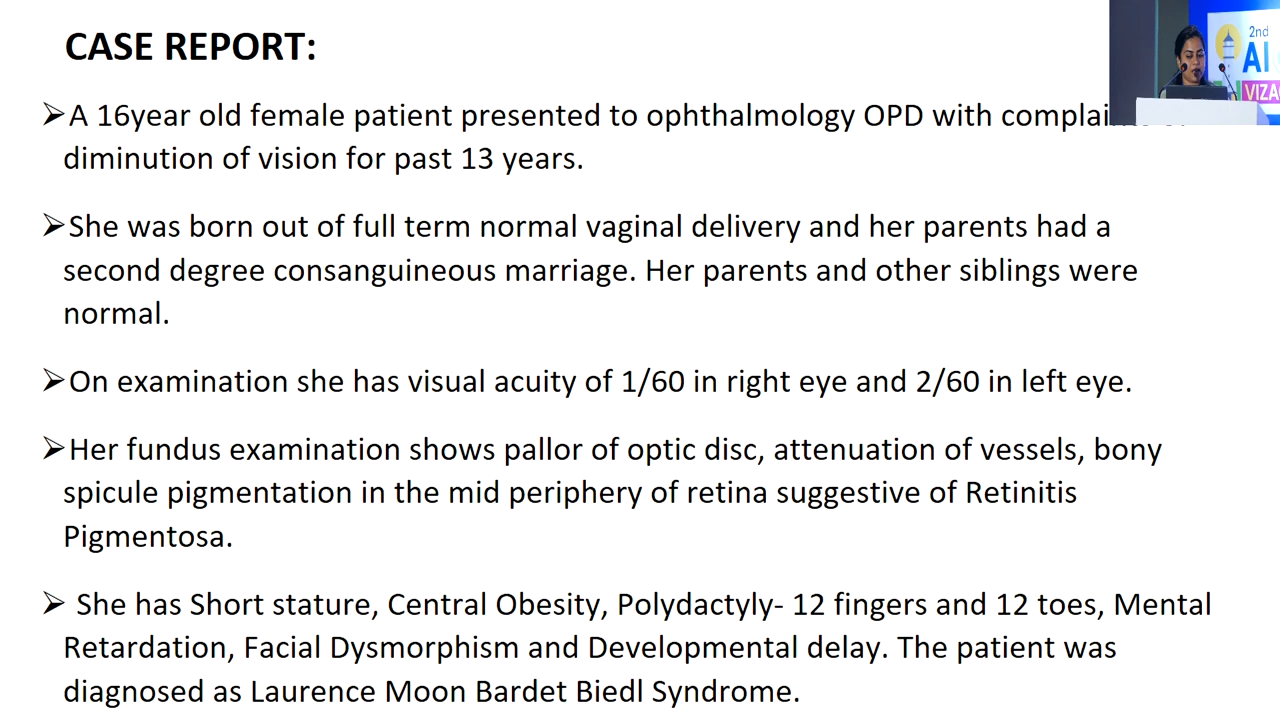 CASE REPORT:
2nd
AI
VIZA
➢A 16year old female patient presented to ophthalmology OPD with
diminution of vision for past 13 years.
➢She was born out of full term normal vaginal delivery and her parents had a
second degree consanguineous marriage. Her parents and other siblings were
normal.
➢On examination she has visual acuity of 1/60 in right eye and 2/60 in left eye.
➢Her fundus examination shows pallor of optic disc, attenuation of vessels, bony
spicule pigmentation in the mid periphery of retina suggestive of Retinitis
Pigmentosa.
➢ She has Short stature, Central Obesity, Polydactyly- 12 fingers and 12 toes, Mental
Retardation, Facial Dysmorphism and Developmental delay. The patient was
diagnosed as Laurence Moon Bardet Biedl Syndrome.